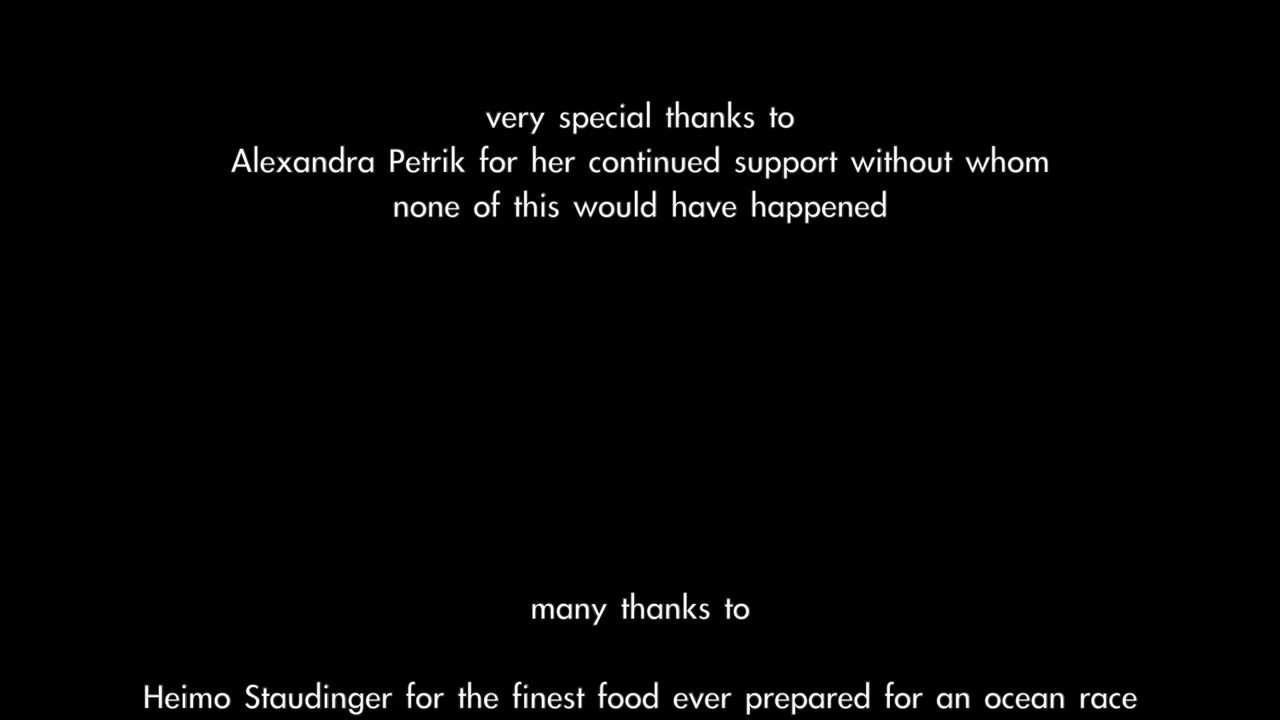 very special thanks to
Alexandra Petrik for her continued support without whom
none of this would have happened
many thanks to
Heimo Staudinger for the finest food ever prepared for an ocean race